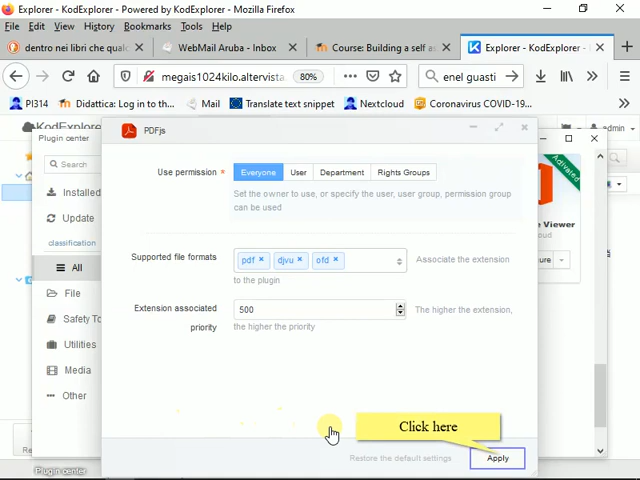 Explorer - KodExplorer - Powered by KodExplorer - Mozilla Firefox
File Edit View History Bookmarks Tools Help
dentro nei libri che qual
WebMail Aruba - Inbox
Course: Building a self as
Explorer - KodExplorer -
megais1024kilo.altervista
80%
enel guasti
PI314
Didattica: Log in to th...
Mail
Translate text snippet
Nextcloud
Coronavirus COVID-19...
KodExplorer
admin
Plugin center
PDFjs
Search
Installed
Update
classification
All
File
Safety To
Utilities
Media
Other
Use permission *
Everyone User Department Rights Groups
Set the owner to use, or specify the user, user group, permission group
can be used
Supported file formats
pdf × djvu × ofd ×
Associate the extension
to the plugin
Extension associated
priority
500
The higher the extension,
the higher the priority
Activated
e Viewer
oud
ure
Click here
Restore the default settings
Apply
Re
Plugin center